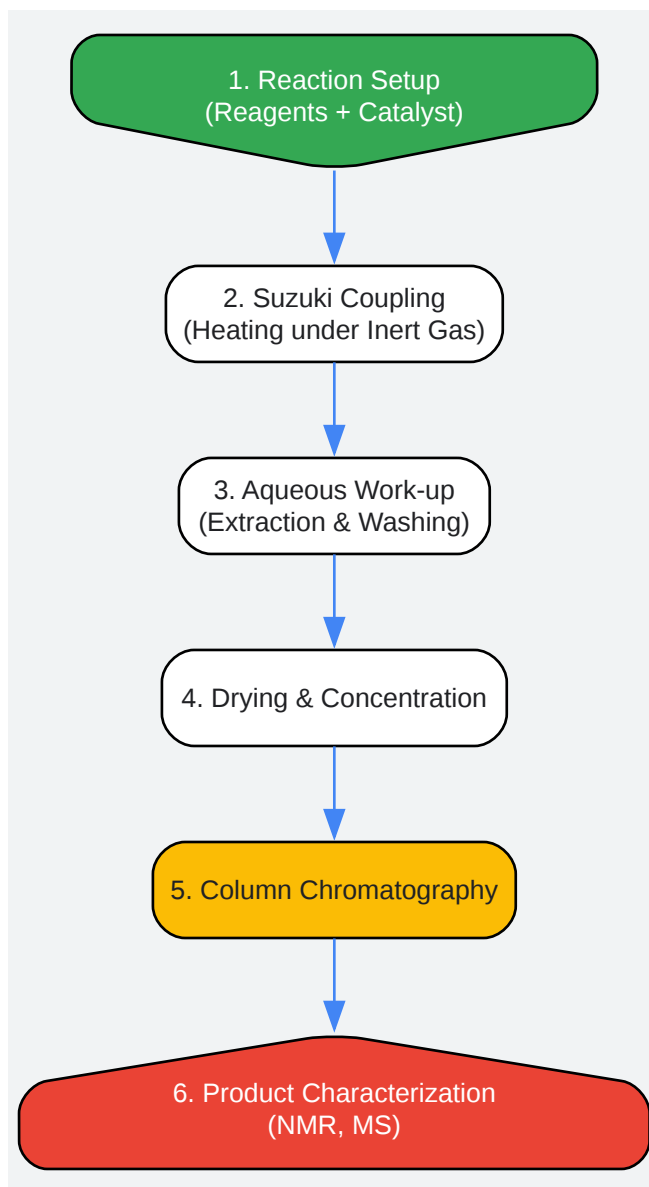 1. Reaction Setup
(Reagents + Catalyst)
2. Suzuki Coupling
(Heating under Inert Gas)
3. Aqueous Work-up
(Extraction & Washing)
4. Drying & Concentration
5. Column Chromatography
6. Product Characterization
(NMR, MS)